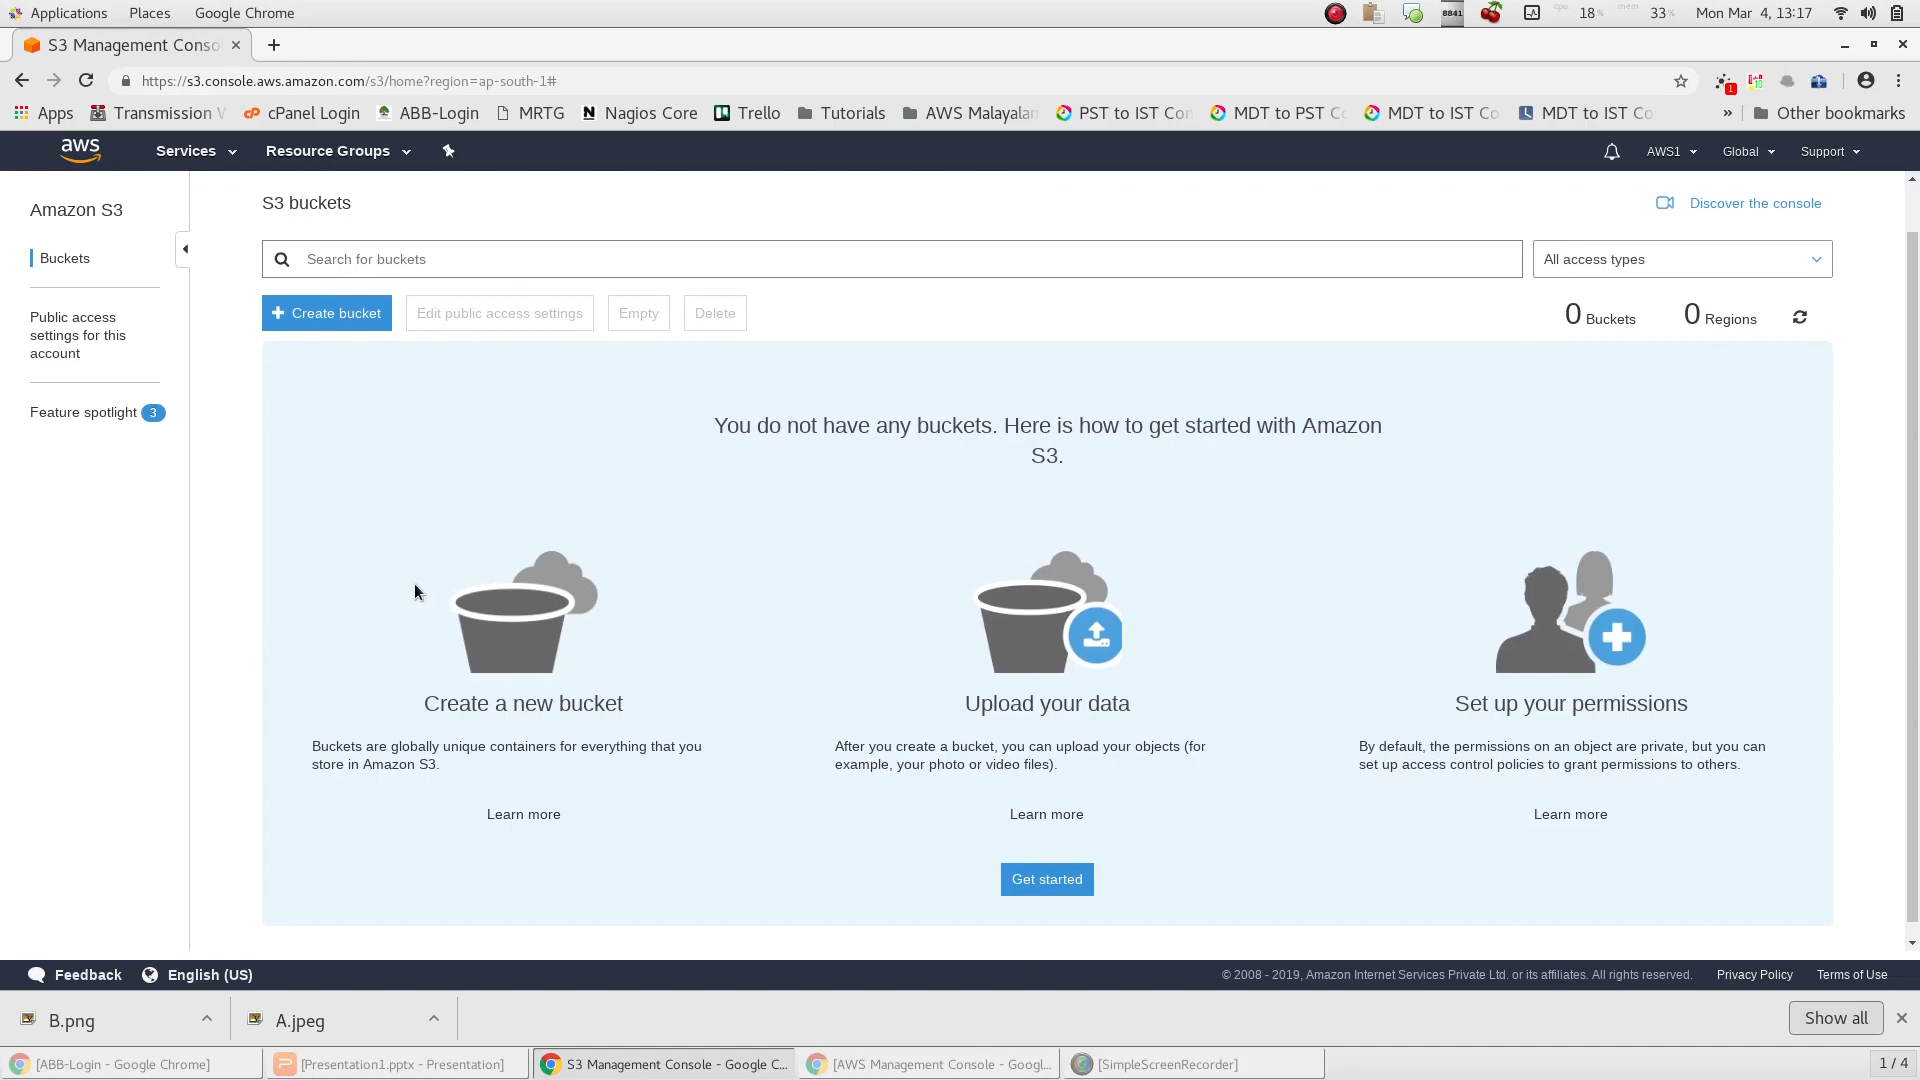 Applications Places Google Chrome 8841 cpu 18% mem 33% Mon Mar 4, 13:17
S3 Management Conso
https://s3.console.aws.amazon.com/s3/home?region=ap-south-1# 1
Apps Transmission cPanel Login ABB-Login MRTG Nagios Core Trello Tutorials AWS Malayalam PST to IST Con MDT to PST Co MDT to IST Co MDT to IST Co » Other bookmarks
aws Services Resource Groups AWS1 Global Support
Amazon S3
Buckets
Public access
settings for this
account
Feature spotlight 3
S3 buckets Discover the console
Search for buckets All access types
Create bucket Edit public access settings Empty Delete 0 Buckets 0 Regions
You do not have any buckets. Here is how to get started with Amazon
S3.
Create a new bucket
Buckets are globally unique containers for everything that you
store in Amazon S3.
Learn more
Upload your data
After you create a bucket, you can upload your objects (for
example, your photo or video files).
Learn more
Set up your permissions
By default, the permissions on an object are private, but you can
set up access control policies to grant permissions to others.
Learn more
Get started
Feedback English (US) © 2008 - 2019, Amazon Internet Services Private Ltd. or its affiliates. All rights reserved. Privacy Policy Terms of Use
B.png A.jpeg Show all
[ABB-Login - Google Chrome] [Presentation1.pptx - Presentation] S3 Management Console - Google C... [AWS Management Console - Googl... [SimpleScreenRecorder] 1 / 4